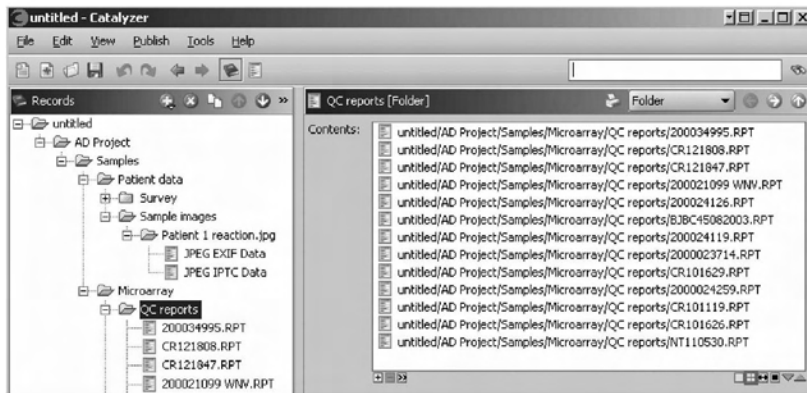 untitled - Catalyzer
File Edit View Publish Tools Help
Records
untitled
AD Project
Samples
Patient data
Survey
Sample images
Patient 1 reaction.jpg
JPEG EXIF Data
JPEG IPTC Data
Microarray
QC reports
200034995.RPT
CR121808.RPT
CR121847.RPT
200021099 WNV.RPT
QC reports [Folder]
Folder
Contents:
untitled/AD Project/Samples/Microarray/QC reports/200034995.RPT
untitled/AD Project/Samples/Microarray/QC reports/CR121808.RPT
untitled/AD Project/Samples/Microarray/QC reports/CR121847.RPT
untitled/AD Project/Samples/Microarray/QC reports/200021099 WNV.RPT
untitled/AD Project/Samples/Microarray/QC reports/200024126.RPT
untitled/AD Project/Samples/Microarray/QC reports/BJBC45082003.RPT
untitled/AD Project/Samples/Microarray/QC reports/200024119.RPT
untitled/AD Project/Samples/Microarray/QC reports/2000023714.RPT
untitled/AD Project/Samples/Microarray/QC reports/CR101629.RPT
untitled/AD Project/Samples/Microarray/QC reports/2000024259.RPT
untitled/AD Project/Samples/Microarray/QC reports/CR101119.RPT
untitled/AD Project/Samples/Microarray/QC reports/CR101626.RPT
untitled/AD Project/Samples/Microarray/QC reports/NT110530.RPT